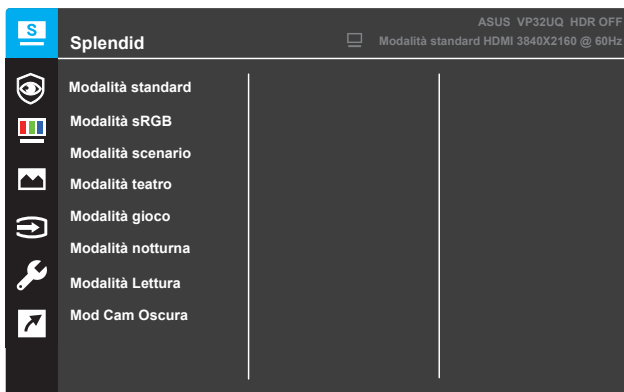 S
ASUS VP32UQ HDR OFF
Splendid
Modalità standard HDMI 3840X2160 @ 60Hz
Modalità standard
Modalità sRGB
Modalità scenario
Modalità teatro
Modalità gioco
Modalità notturna
Modalità Lettura
Mod Cam Oscura